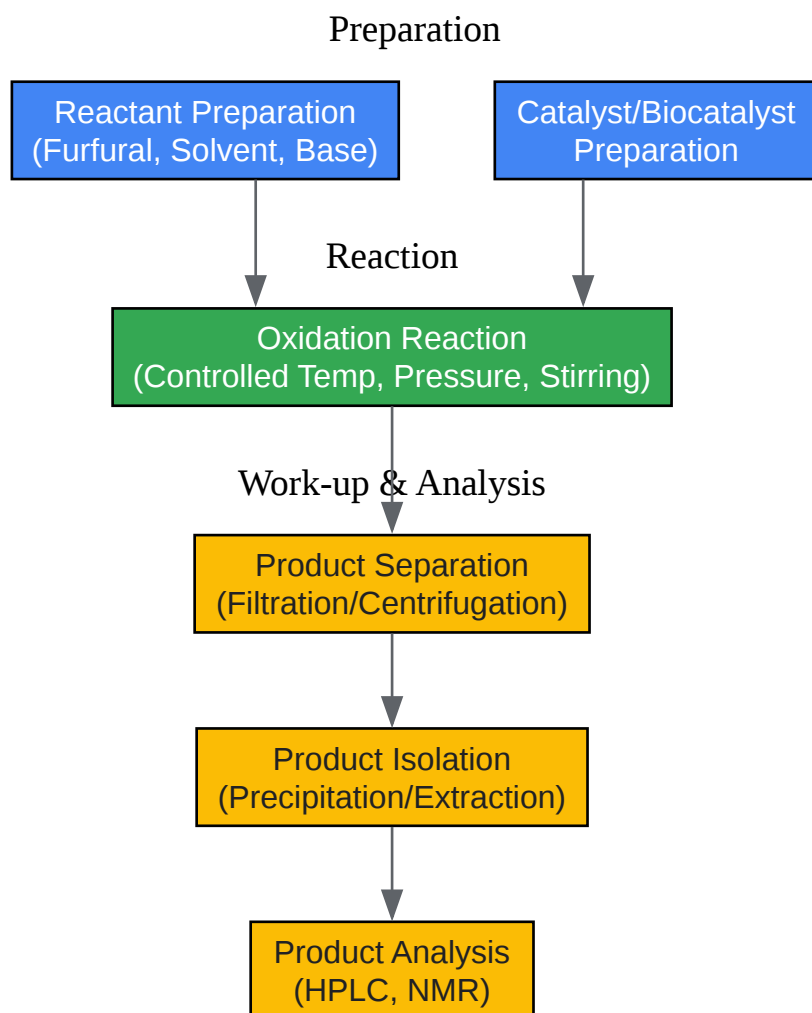 Preparation
Reactant Preparation
(Furfural, Solvent, Base)
Catalyst/Biocatalyst
Preparation
Reaction
Oxidation Reaction
(Controlled Temp, Pressure, Stirring)
Work-up & Analysis
Product Separation
(Filtration/Centrifugation)
Product Isolation
(Precipitation/Extraction)
Product Analysis
(HPLC, NMR)